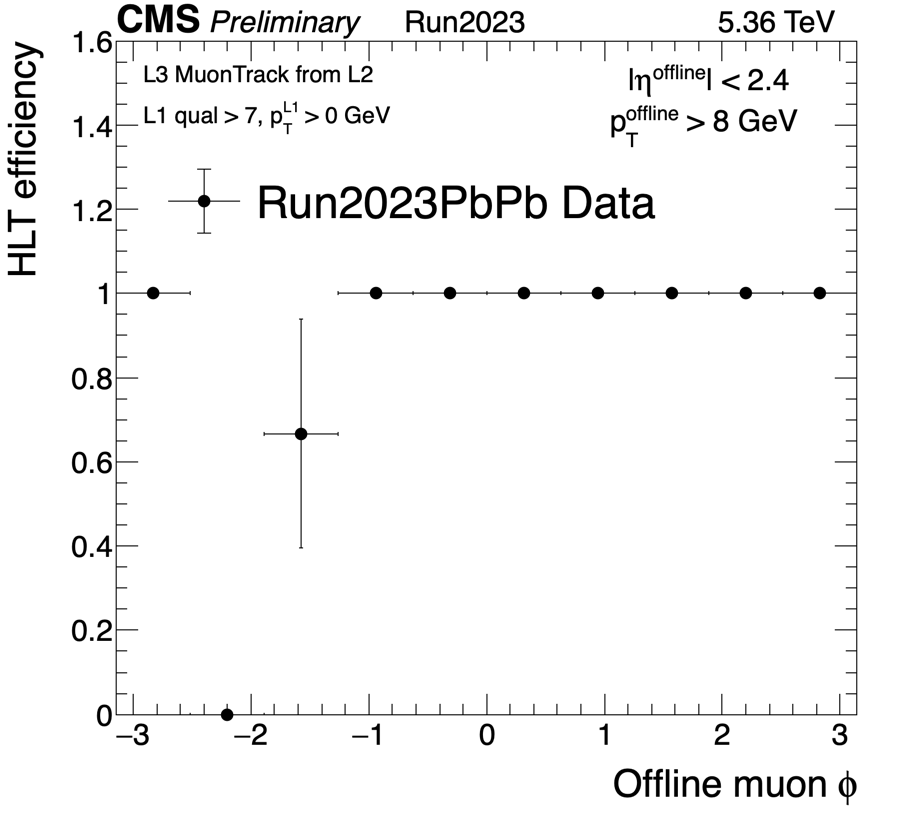 CMS Preliminary Run2023 5.36 TeV
L3 MuonTrack from L2
L1 qual > 7, p_T^L1 > 0 GeV
|η^offline| < 2.4
p_T^offline > 8 GeV
Run2023PbPb Data
HLT efficiency
1.6
1.4
1.2
1
0.8
0.6
0.4
0.2
0
−3 −2 −1 0 1 2 3
Offline muon ϕ